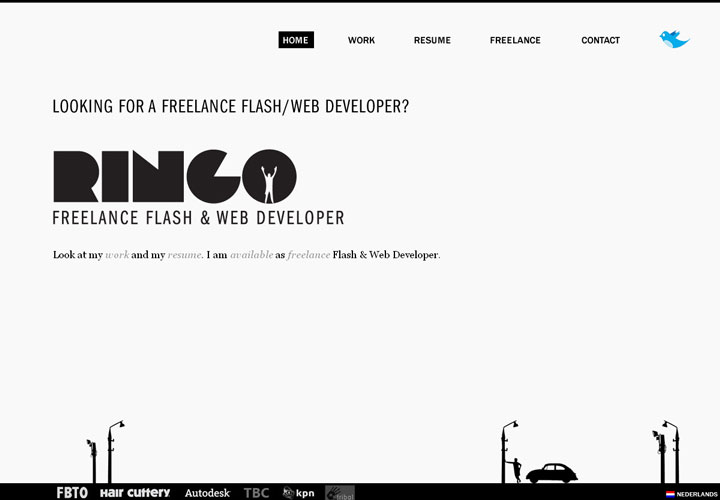 HOME WORK RESUME FREELANCE CONTACT
LOOKING FOR A FREELANCE FLASH/WEB DEVELOPER?
RINGO
FREELANCE FLASH & WEB DEVELOPER
Look at my work and my resume. I am available as freelance Flash & Web Developer.
FBTO Hair cuttery Autodesk TBC kpn tribal
NEDERLANDS